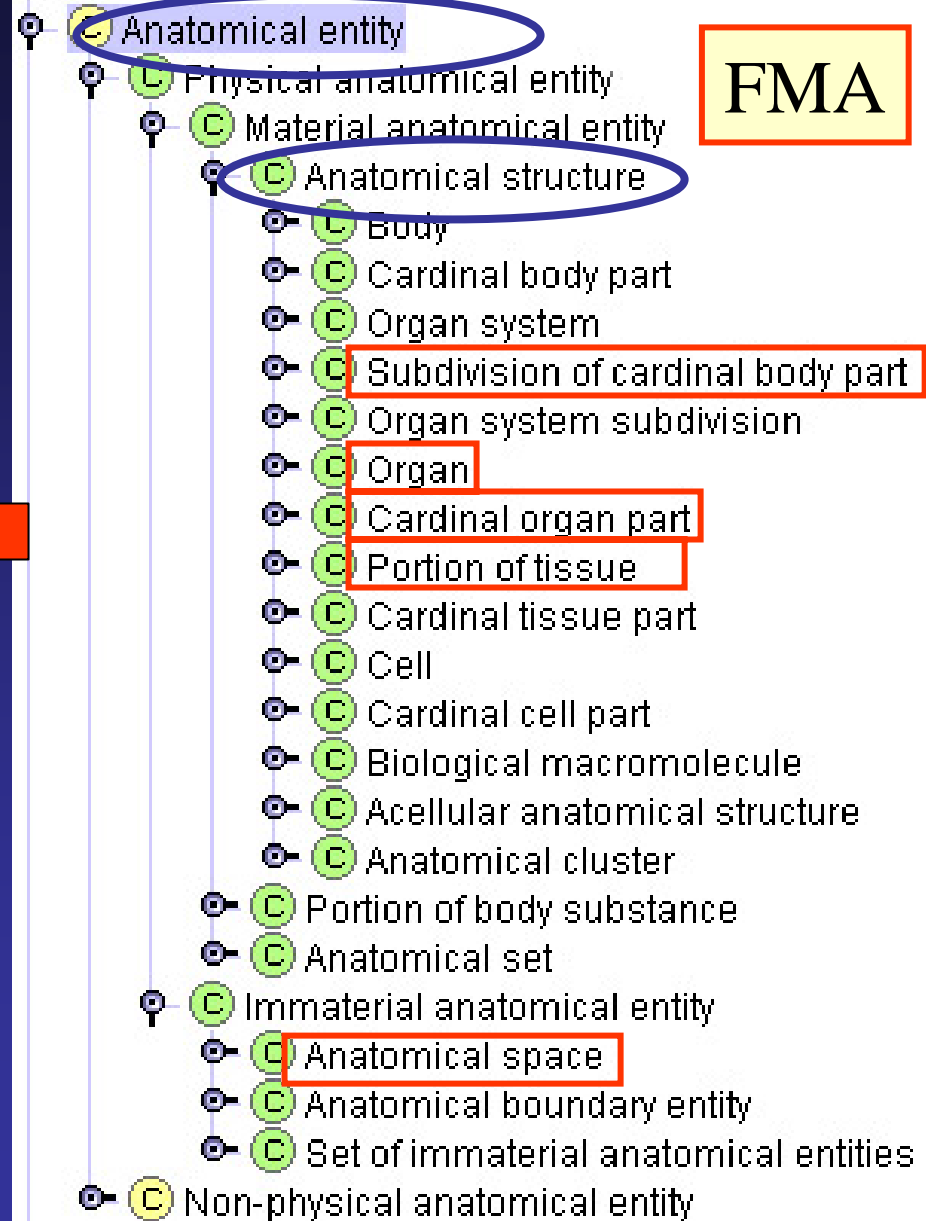 Anatomical entity
FMA
Physical anatomical entity
Material anatomical entity
Anatomical structure
Body
Cardinal body part
Organ system
Subdivision of cardinal body part
Organ system subdivision
Organ
Cardinal organ part
Portion of tissue
Cardinal tissue part
Cell
Cardinal cell part
Biological macromolecule
Acellular anatomical structure
Anatomical cluster
Portion of body substance
Anatomical set
Immaterial anatomical entity
Anatomical space
Anatomical boundary entity
Set of immaterial anatomical entities
Non-physical anatomical entity